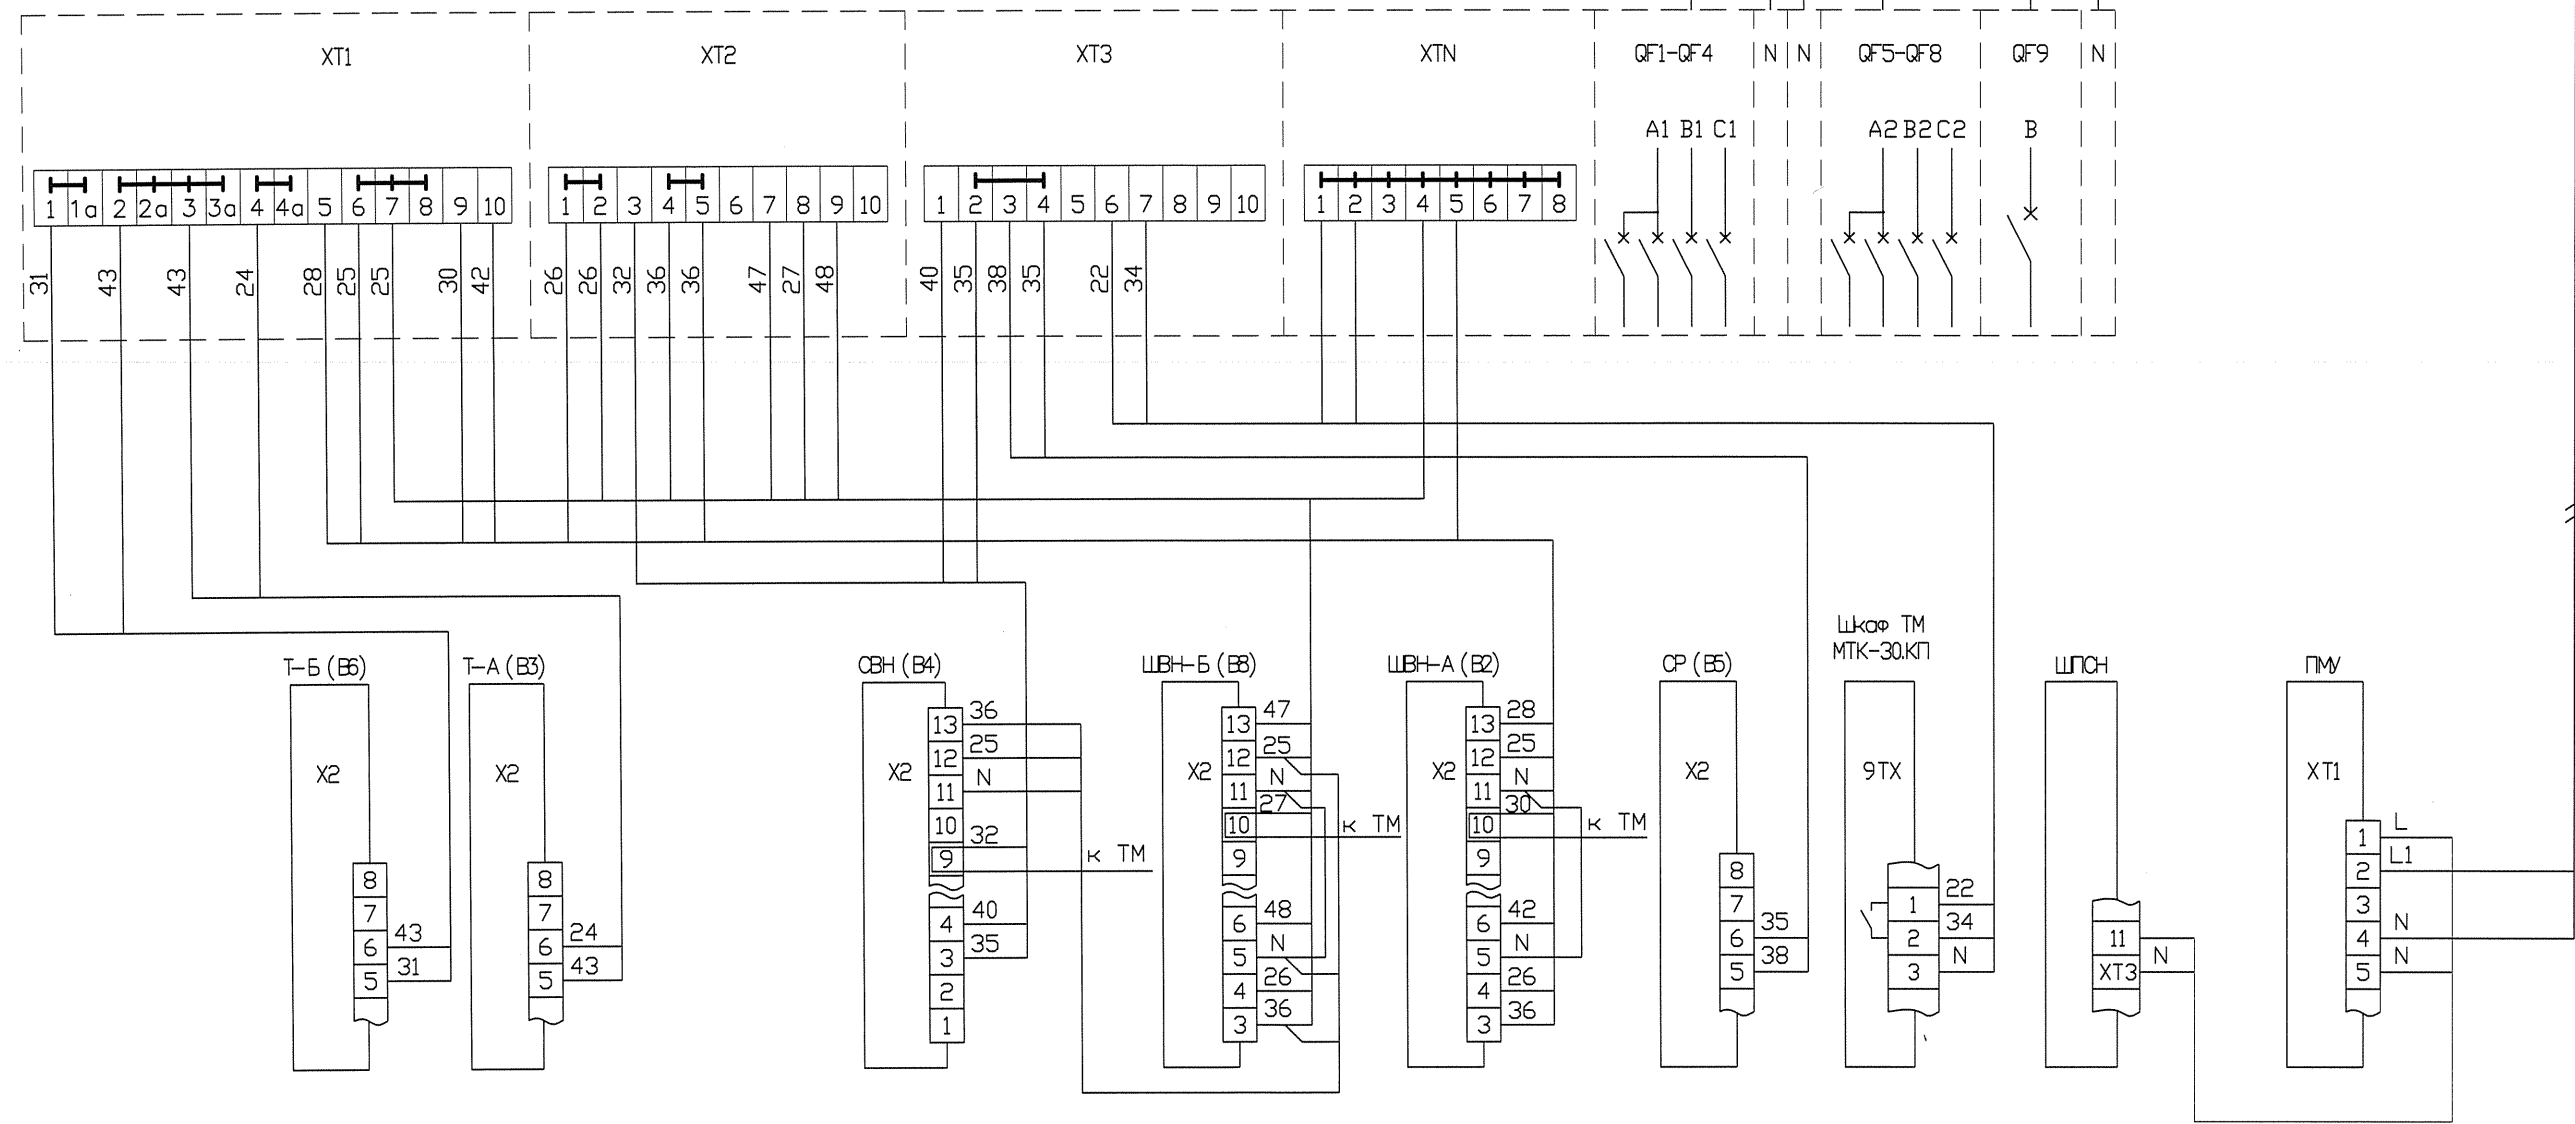 XT1 XT2 XT3 XTN QF1-QF4 N N QF5-QF8 QF9 N
A1 B1 C1 A2 B2 C2 B
1 1a 2 2a 3 3a 4 4a 5 6 7 8 9 10
1 2 3 4 5 6 7 8 9 10
1 2 3 4 5 6 7 8 9 10
1 2 3 4 5 6 7 8
31 43 43 24 28 25 25 30 42
26 26 32 36 36 47 27 48
40 35 38 35 22 34
Т-Б (В6)
X2
8
7
6 43
5 31
Т-А (В3)
X2
8
7
6 24
5 43
СВН (В4)
X2
13 36
12 25
11 N
10
9 32
к ТМ
4 40
3 35
2
1
ШВН-Б (В8)
X2
13 47
12 25
11 N
10 27
к ТМ
9
6 48
5 N
4 26
3 36
ШВН-А (В2)
X2
13 28
12 25
11 N
10 30
к ТМ
9
6 42
5 N
4 26
3 36
СР (В5)
X2
8
7
6 35
5 38
Шкаф ТМ
МТК-30.КП
9TX
1 22
2 34
3 N
ШПСН
11
XT3 N
ПМУ
XT1
1 L
2 L1
3
4 N
5 N